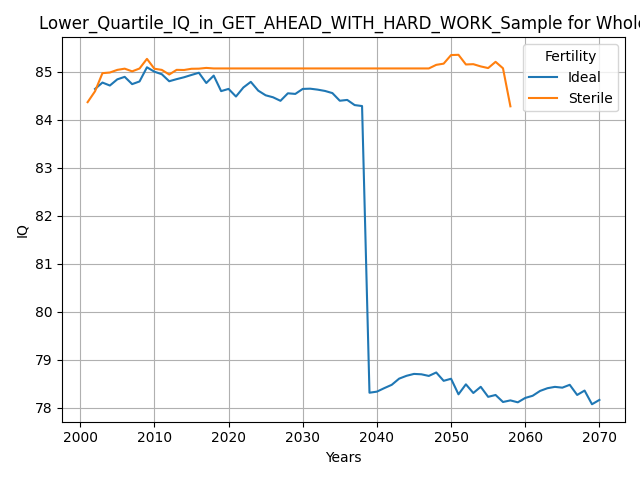 Lower_Quartile_IQ_in_GET_AHEAD_WITH_HARD_WORK_Sample for Whole
Fertility
Ideal
Sterile
85
84
83
82
81
80
79
78
IQ
2000 2010 2020 2030 2040 2050 2060 2070
Years